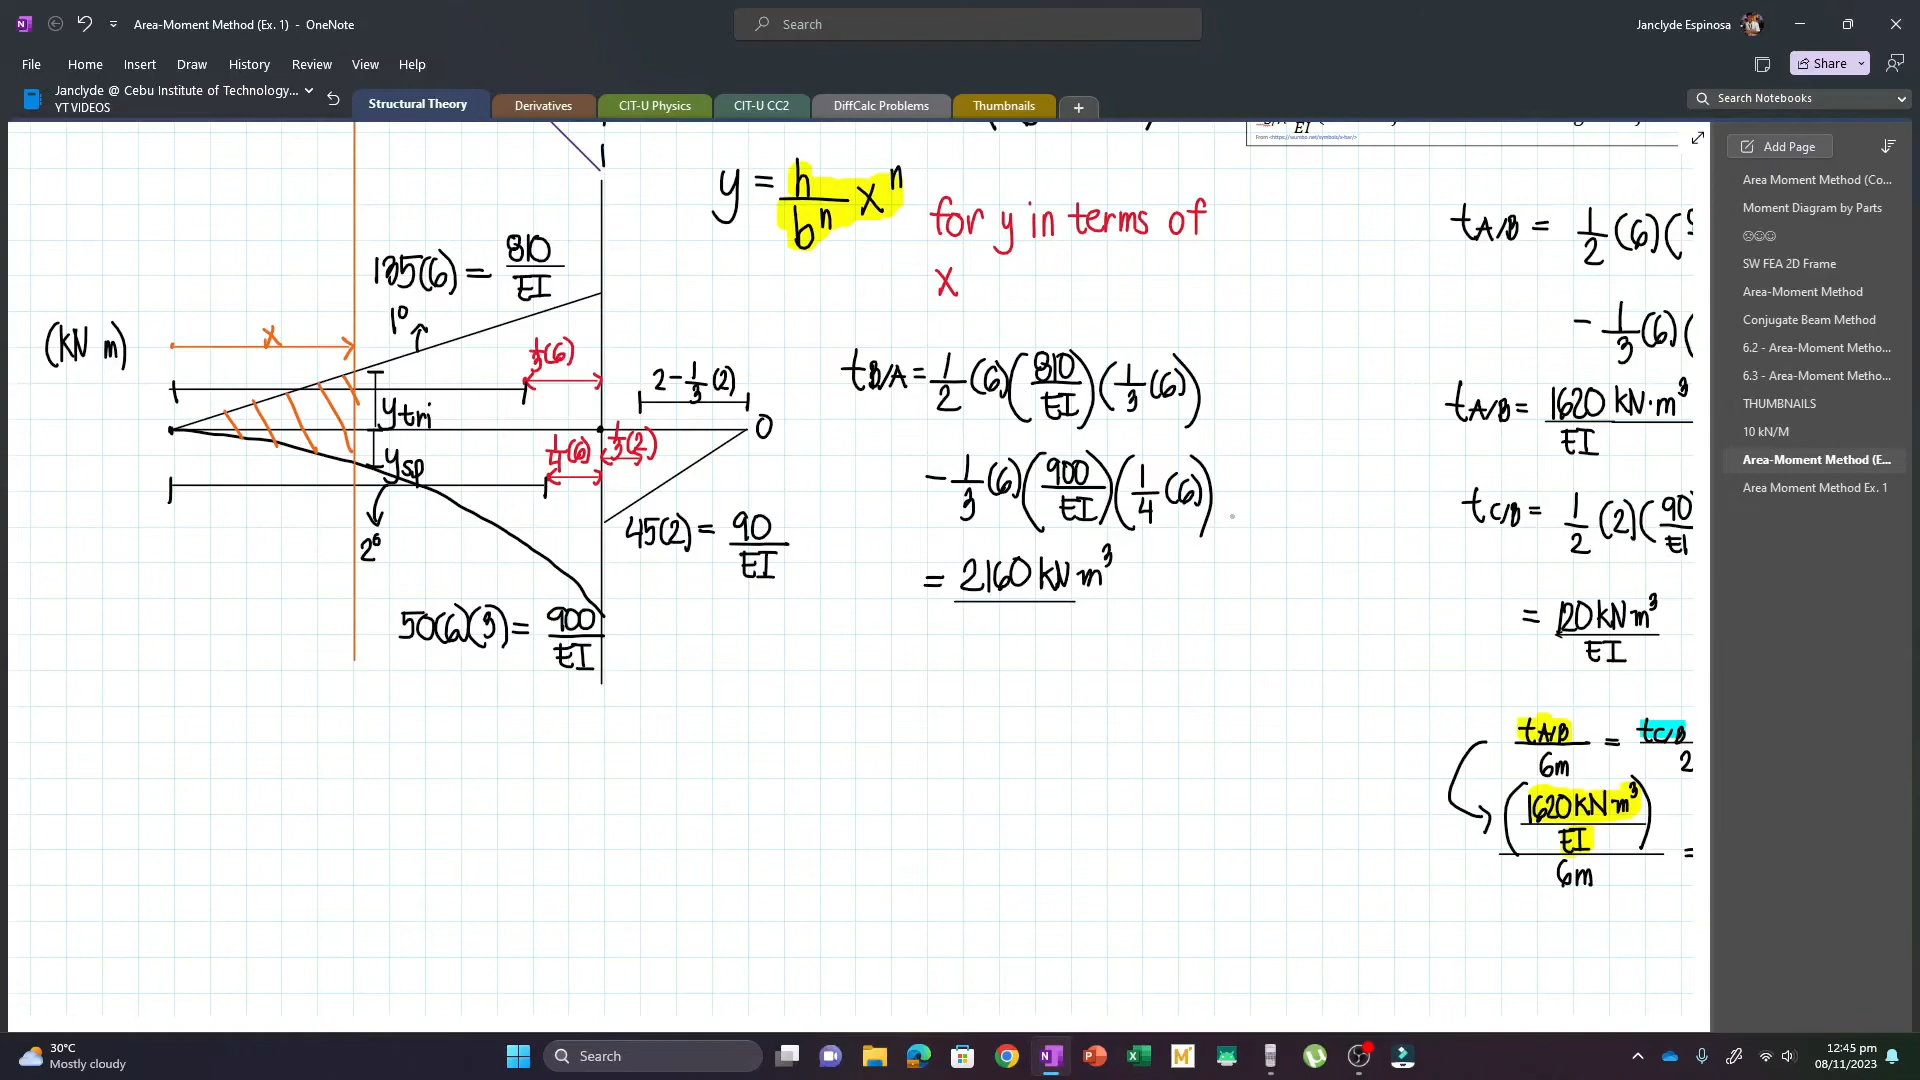 Area-Moment Method (Ex. 1) - OneNote
Search
Janclyde Espinosa
File Home Insert Draw History Review View Help
Share
Janclyde @ Cebu Institute of Technology...
YT VIDEOS
Structural Theory
Derivatives
CIT-U Physics
CIT-U CC2
DiffCalc Problems
Thumbnails
+
Search Notebooks
Add Page
Area Moment Method (Co...
Moment Diagram by Parts
☹☺☺
SW FEA 2D Frame
Area-Moment Method
Conjugate Beam Method
6.2 - Area-Moment Metho...
6.3 - Area-Moment Metho...
THUMBNAILS
10 kN/M
Area-Moment Method (E...
Area Moment Method Ex. 1
EI
y = h/bⁿ xⁿ
for y in terms of
x
135(6) = 810/EI
1°
(kN m)
x
1/3(6)
2 - 1/3(2)
ytri
0
1/4(6)
1/3(2)
ysp
2°
45(2) = 90/EI
50(6)(3) = 900/EI
tB/A = 1/2 (6)(810/EI)(1/3 (6))
- 1/3 (6)(900/EI)(1/4 (6))
= 2160 kN m³
tA/B = 1/2 (6)(
- 1/3 (6)(
tA/B = 1620 kN·m³/EI
tC/B = 1/2 (2)(90/EI
= 120 kN m³/EI
tA/B/6m = tC/B/2
(1620 kN m³/EI)/6m =
30°C
Mostly cloudy
Search
12:45 pm
08/11/2023